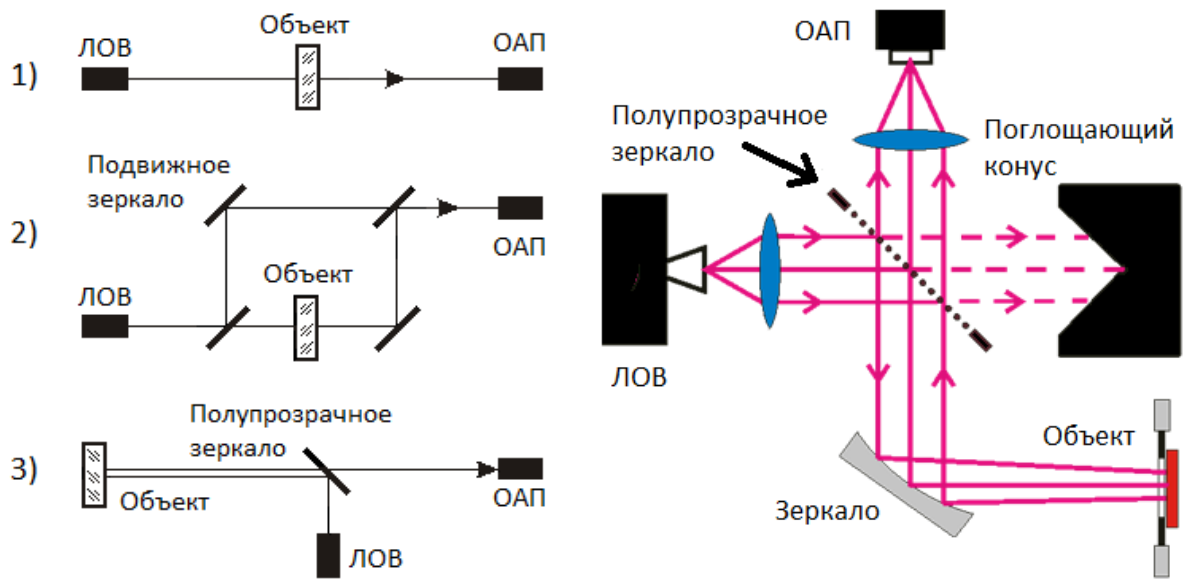 1)
ЛОВ
Объект
ОАП
2)
Подвижное
зеркало
ОАП
ЛОВ
Объект
3)
Полупрозрачное
зеркало
Объект
ОАП
ЛОВ
ОАП
Полупрозрачное
зеркало
Поглощающий
конус
ЛОВ
Объект
Зеркало